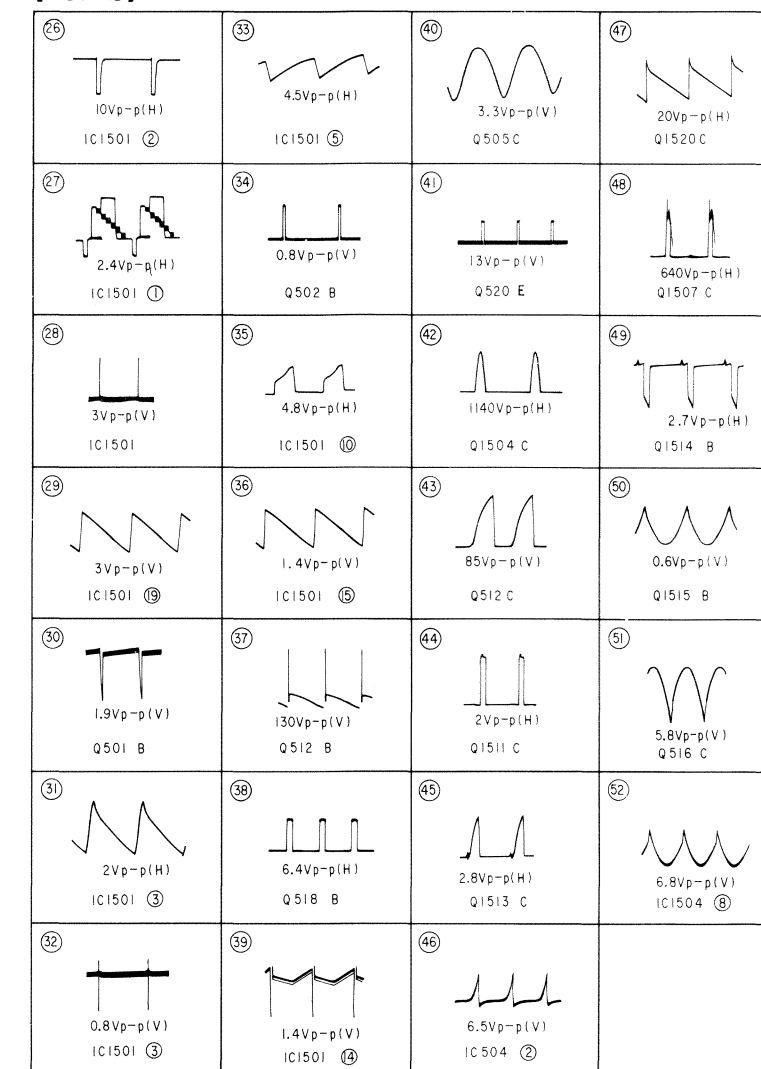 ㉖
10Vp-p(H)
IC1501 ②
㉝
4.5Vp-p(H)
IC1501 ⑤
㊵
3.3Vp-p(V)
Q505C
㊼
20Vp-p(H)
Q1520C
㉗
2.4Vp-p(H)
IC1501 ①
㉞
0.8Vp-p(V)
Q502 B
㊶
13Vp-p(V)
Q520 E
㊽
640Vp-p(H)
Q1507 C
㉘
3Vp-p(V)
IC1501
㉟
4.8Vp-p(H)
IC1501 ⑩
㊷
1140Vp-p(H)
Q1504 C
㊾
2.7Vp-p(H)
Q1514 B
㉙
3Vp-p(V)
IC1501 ⑲
㊱
1.4Vp-p(V)
IC1501 ⑮
㊸
85Vp-p(V)
Q512 C
㊿
0.6Vp-p(V)
Q1515 B
㉚
1.9Vp-p(V)
Q501 B
㊲
130Vp-p(V)
Q512 B
㊹
2Vp-p(H)
Q1511 C
51
5.8Vp-p(V)
Q516 C
㉛
2Vp-p(H)
IC1501 ③
㊳
6.4Vp-p(H)
Q518 B
㊺
2.8Vp-p(H)
Q1513 C
52
6.8Vp-p(V)
IC1504 ⑧
㉜
0.8Vp-p(V)
IC1501 ③
㊴
1.4Vp-p(V)
IC1501 ⑭
㊻
6.5Vp-p(V)
IC504 ②